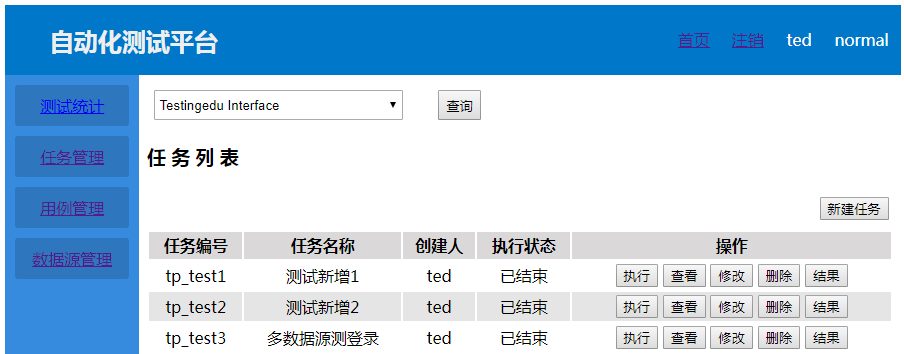 自动化测试平台 首页 注销 ted normal
测试统计 Testingedu Interface 查询
任务管理 任 务 列 表
用例管理 新建任务
数据源管理 任务编号 任务名称 创建人 执行状态 操作
tp_test1 测试新增1 ted 已结束 执行 查看 修改 删除 结果
tp_test2 测试新增2 ted 已结束 执行 查看 修改 删除 结果
tp_test3 多数据源测登录 ted 已结束 执行 查看 修改 删除 结果